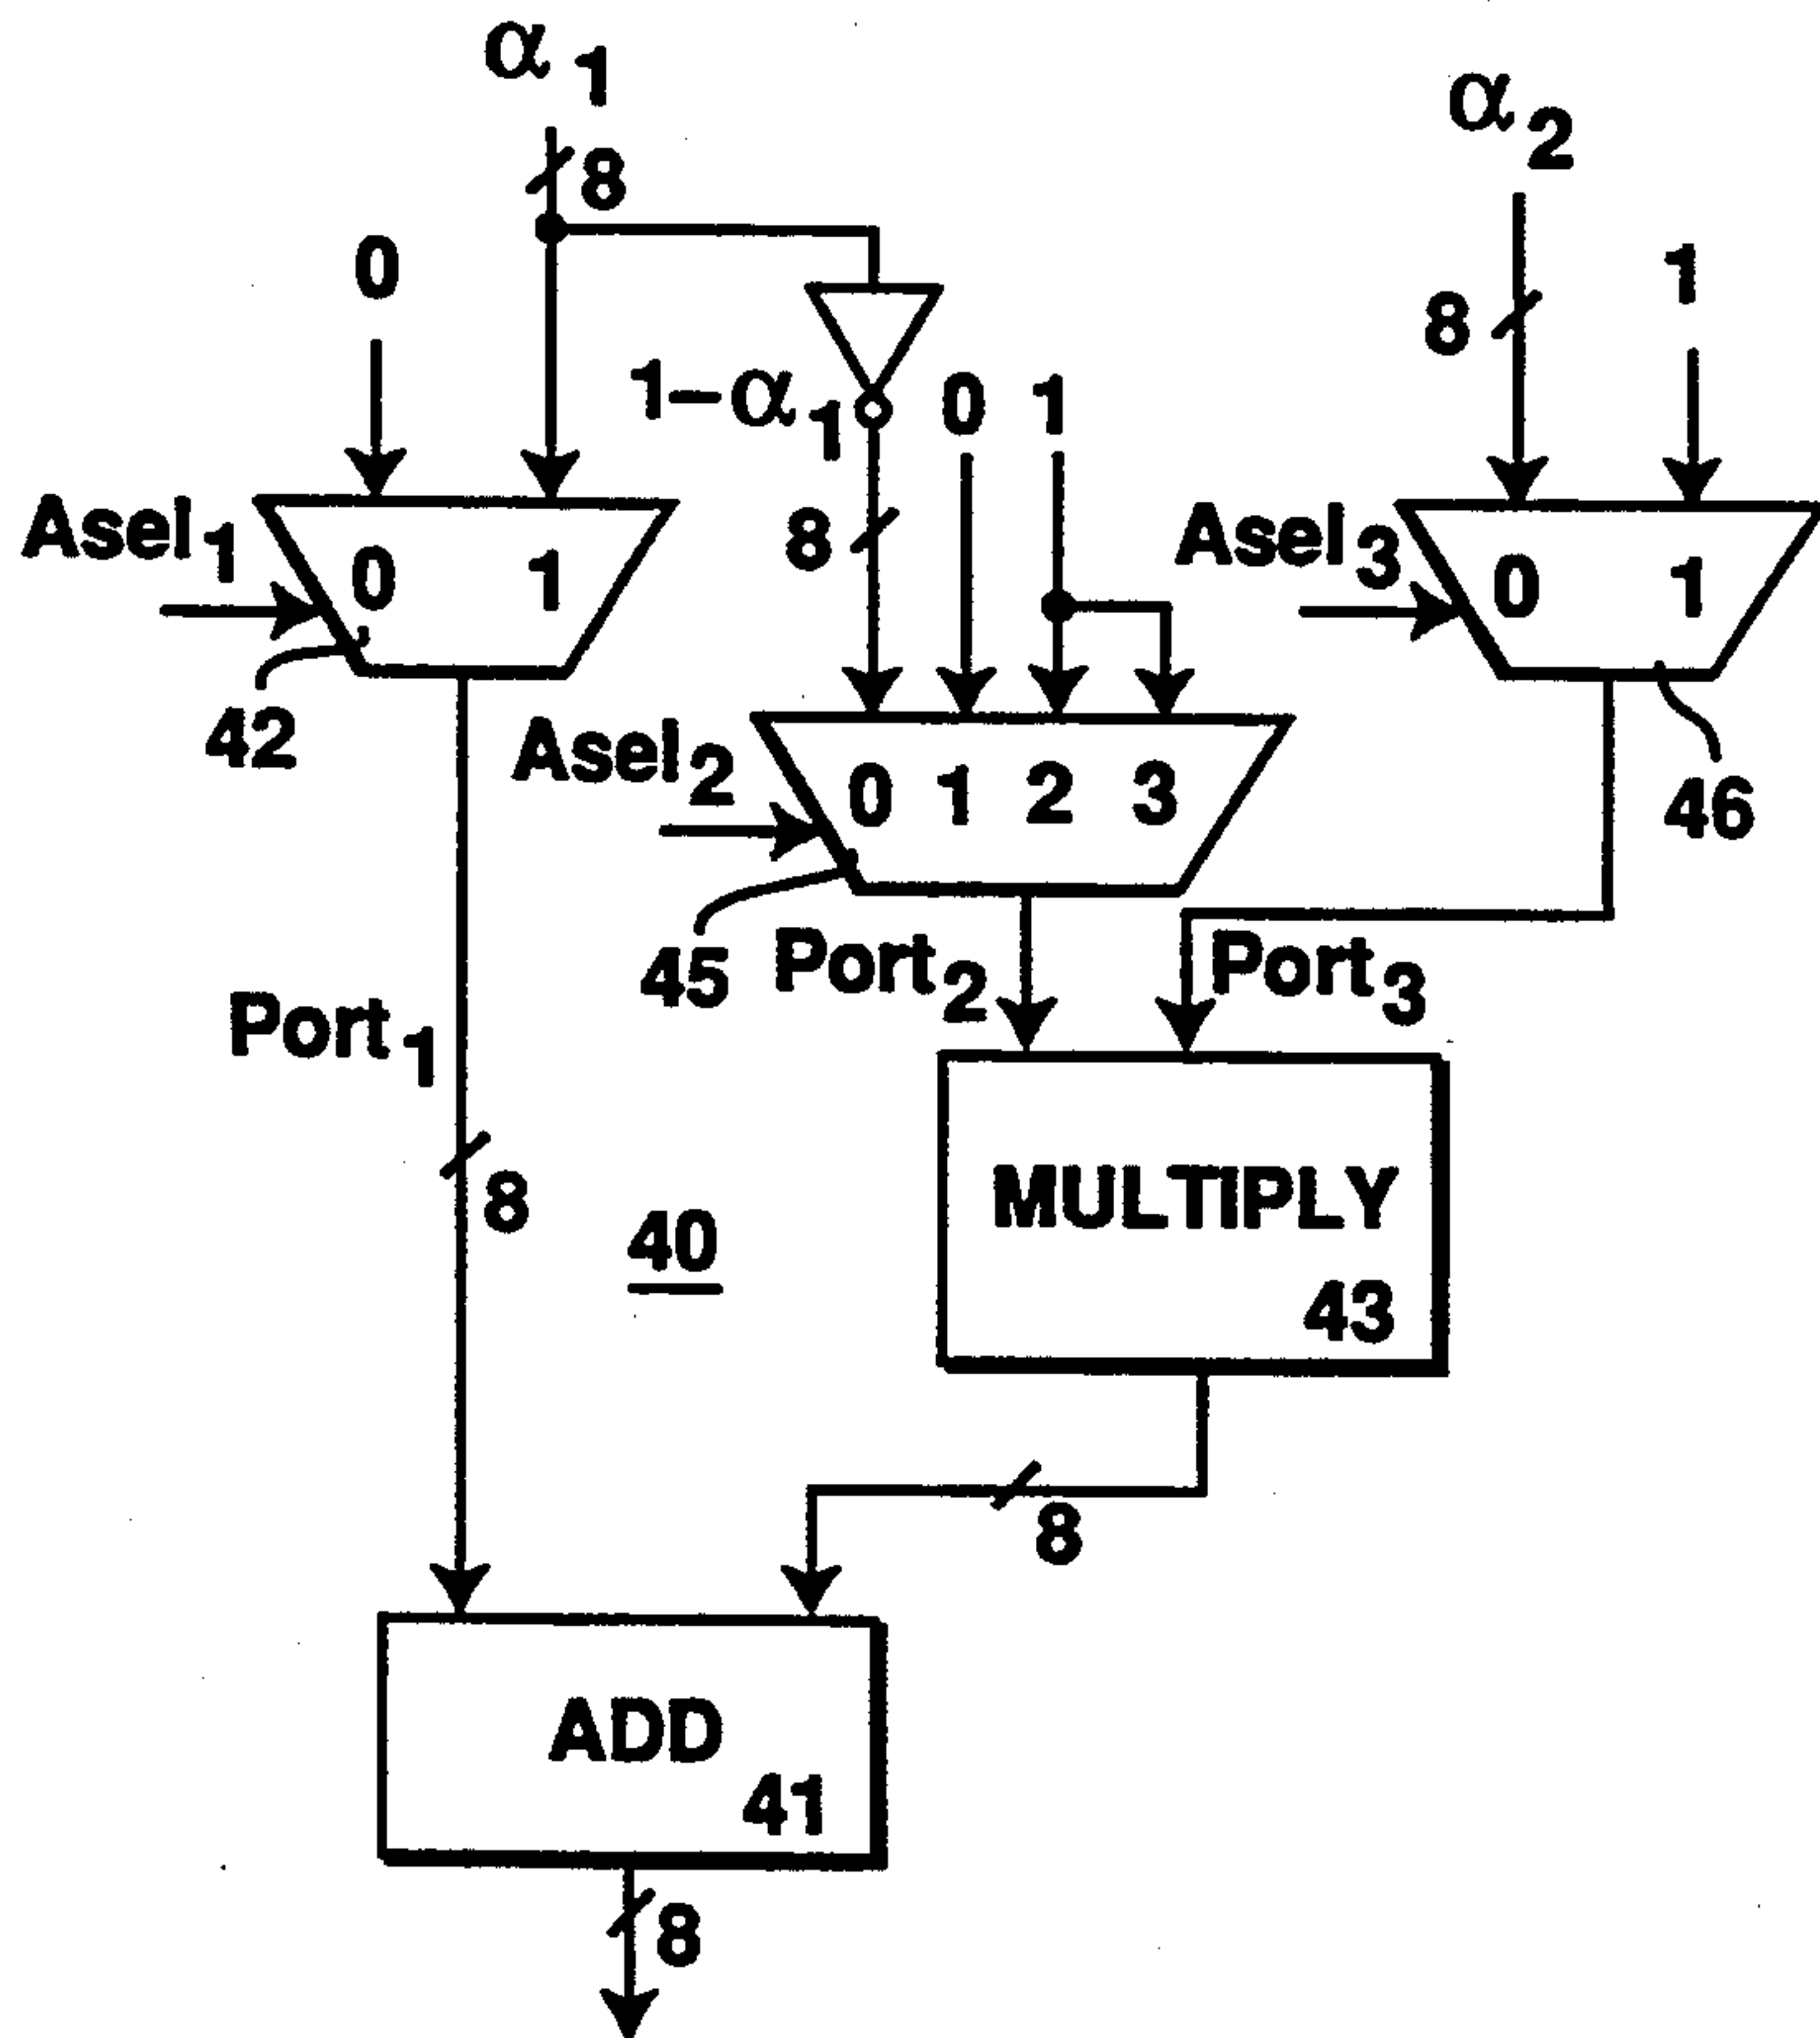 α1
8
α2
0
1
8
1–α1
0
1
Asel1
0 1
8
Asel3
0 1
42
Asel2
0 1 2 3
46
45
Port2
Port3
Port1
8
40
MULTIPLY
43
8
ADD
41
8